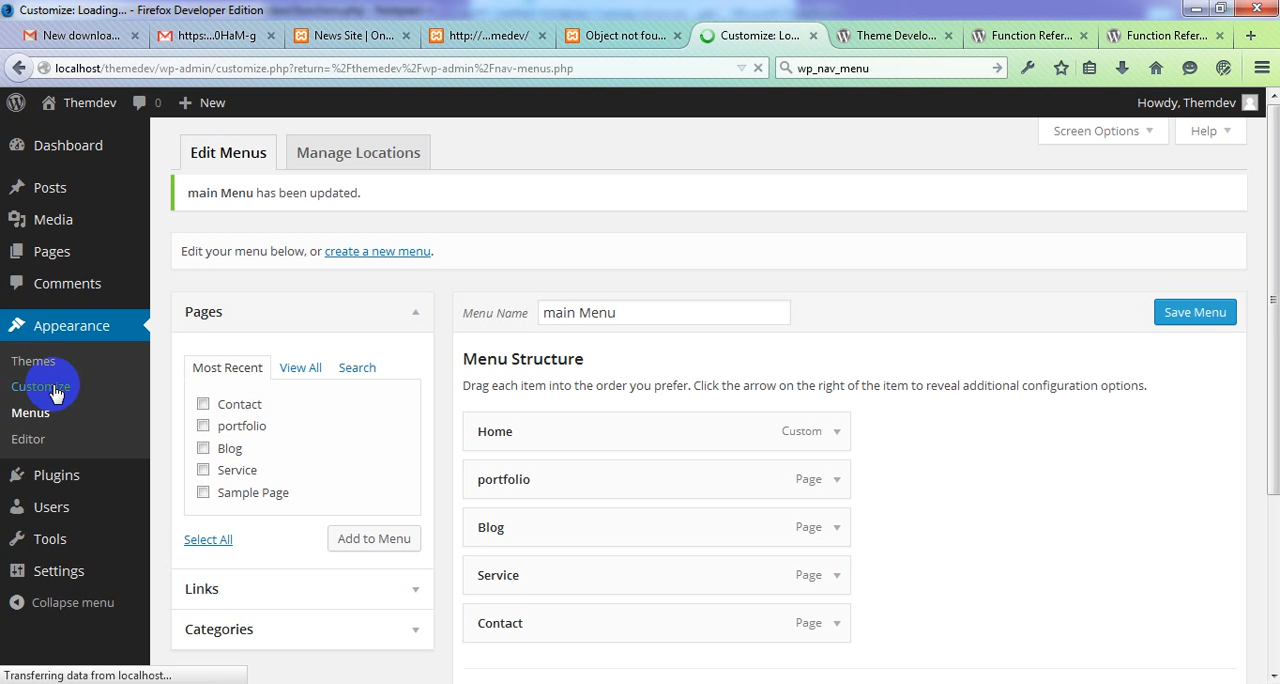 Customize: Loading... - Firefox Developer Edition
New downloa... https:...0HaM-g News Site | On... http://...medev/ Object not fou... Customize: Lo... Theme Develo... Function Refer... Function Refer...
localhost/themedev/wp-admin/customize.php?return=%2Fthemedev%2Fwp-admin%2Fnav-menus.php wp_nav_menu
Themdev 0 New Howdy, Themdev
Screen Options Help
Dashboard
Posts
Media
Pages
Comments
Appearance
Themes
Customize
Menus
Editor
Plugins
Users
Tools
Settings
Collapse menu
Edit Menus Manage Locations
main Menu has been updated.
Edit your menu below, or create a new menu.
Pages
Most Recent View All Search
Contact
portfolio
Blog
Service
Sample Page
Select All Add to Menu
Links
Categories
Menu Name main Menu Save Menu
Menu Structure
Drag each item into the order you prefer. Click the arrow on the right of the item to reveal additional configuration options.
Home Custom
portfolio Page
Blog Page
Service Page
Contact Page
Transferring data from localhost...